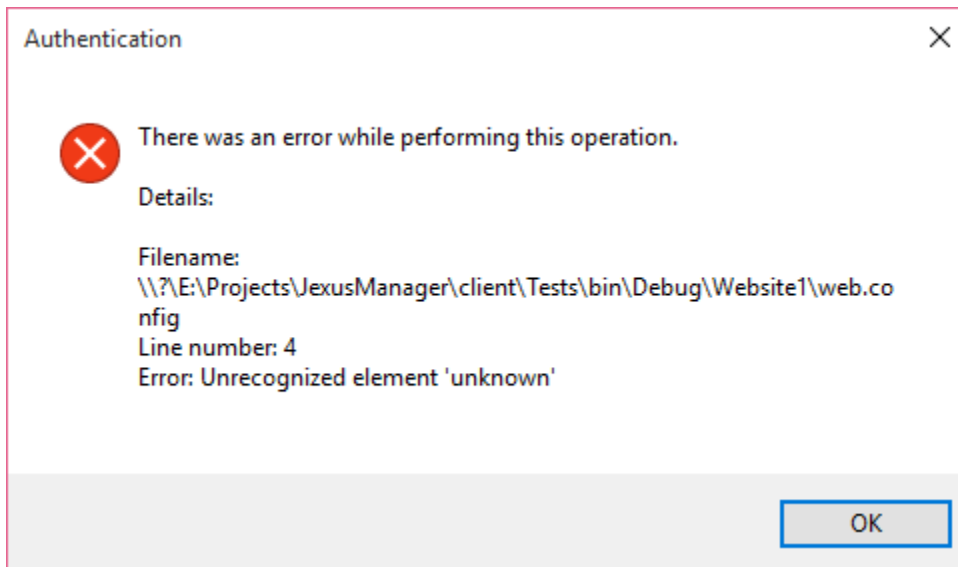 Authentication
There was an error while performing this operation.
Details:
Filename:
\\?\E:\Projects\JexusManager\client\Tests\bin\Debug\Website1\web.co
nfig
Line number: 4
Error: Unrecognized element 'unknown'
OK